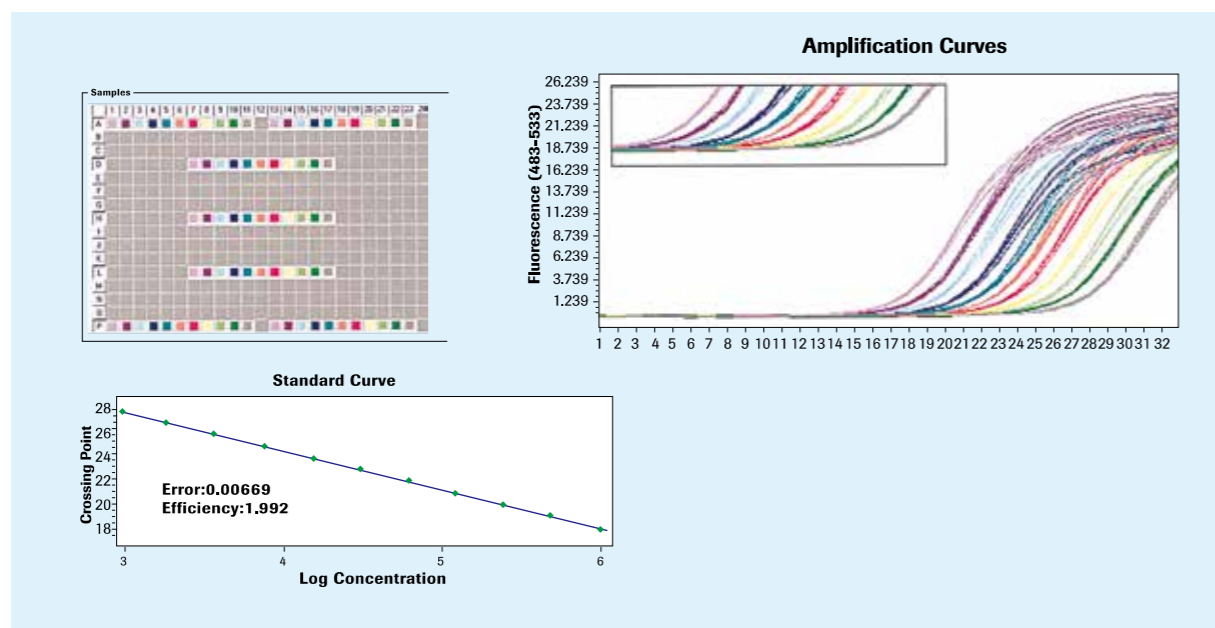 Amplification Curves
Samples
1 2 3 4 5 6 7 8 9 10 11 12 13 14 15 16 17 18 19 20 21 22 23 24
A
B
C
D
E
F
G
H
I
J
K
L
M
N
O
P
Fluorescence (483–533)
26.239
23.739
21.239
18.739
16.239
13.739
11.239
8.739
6.239
3.739
1.239
1 2 3 4 5 6 7 8 9 10 11 12 13 14 15 16 17 18 19 20 21 22 23 24 25 26 27 28 29 30 31 32
Standard Curve
Crossing Point
28
26
24
22
20
18
Error:0.00669
Efficiency:1.992
3 4 5 6
Log Concentration